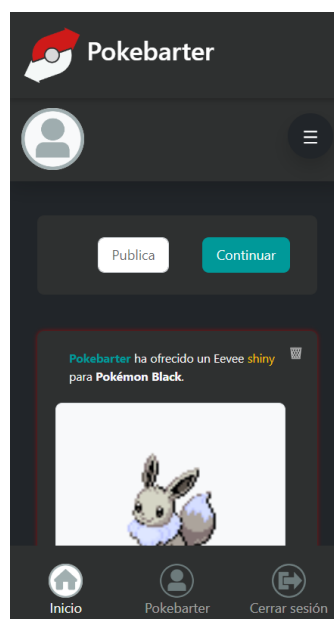 Pokebarter
Publica
Continuar
Pokebarter ha ofrecido un Eevee shiny
para Pokémon Black.
Inicio
Pokebarter
Cerrar sesión